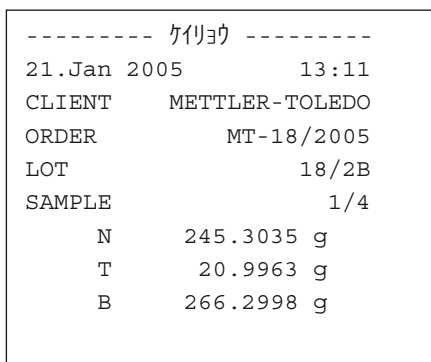 --------- ｹｲﾘｮｳ ---------
21.Jan 2005 13:11
CLIENT METTLER-TOLEDO
ORDER MT-18/2005
LOT 18/2B
SAMPLE 1/4
N 245.3035 g
T 20.9963 g
B 266.2998 g